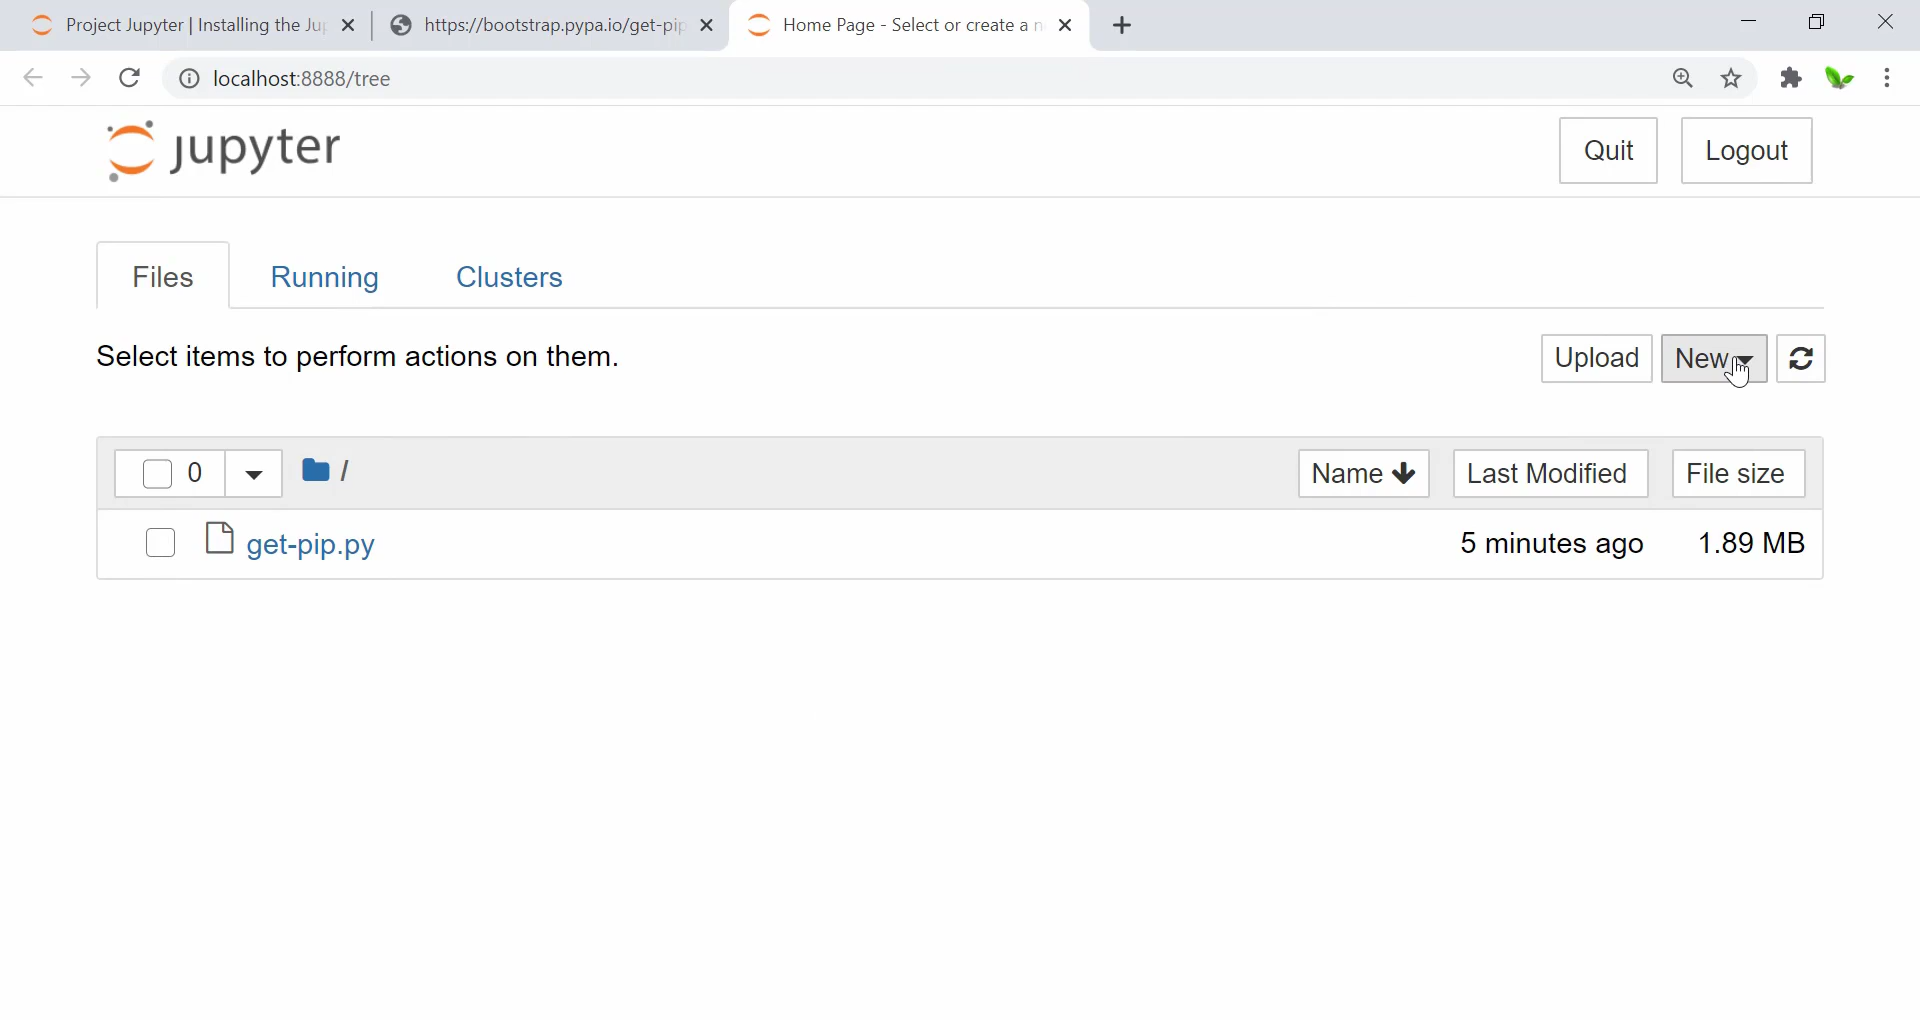 Project Jupyter | Installing the Ju
https://bootstrap.pypa.io/get-pip
Home Page - Select or create a n
localhost:8888/tree
jupyter
Quit
Logout
Files
Running
Clusters
Select items to perform actions on them.
Upload
New
0
/
Name
Last Modified
File size
get-pip.py
5 minutes ago
1.89 MB